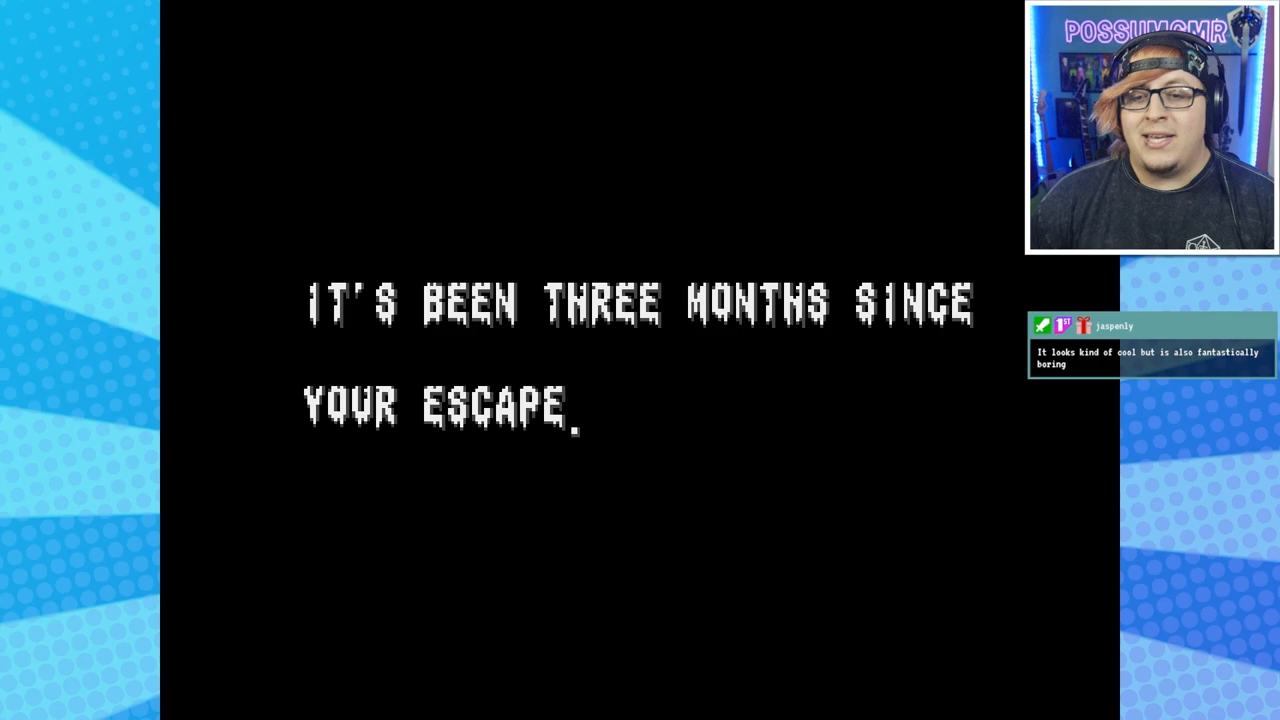 POSSUMGMR
IT'S BEEN THREE MONTHS SINCE
YOUR ESCAPE.
1ST jaspenly
It looks kind of cool but is also fantastically
boring